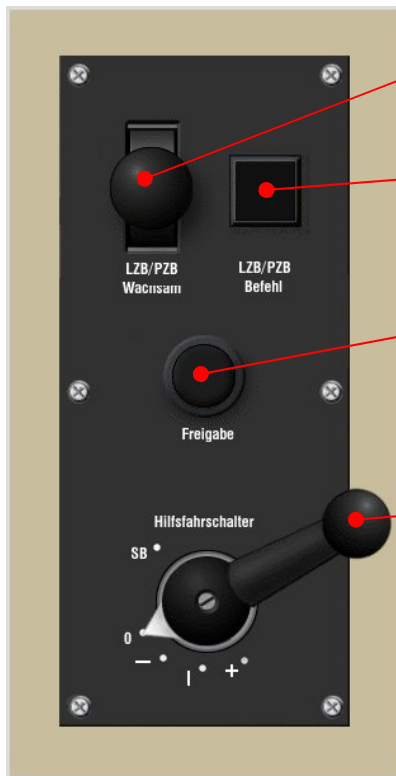 LZB/PZB
Wachsam
LZB/PZB
Befehl
Freigabe
Hilfsfahrschalter
SB
0
– I +